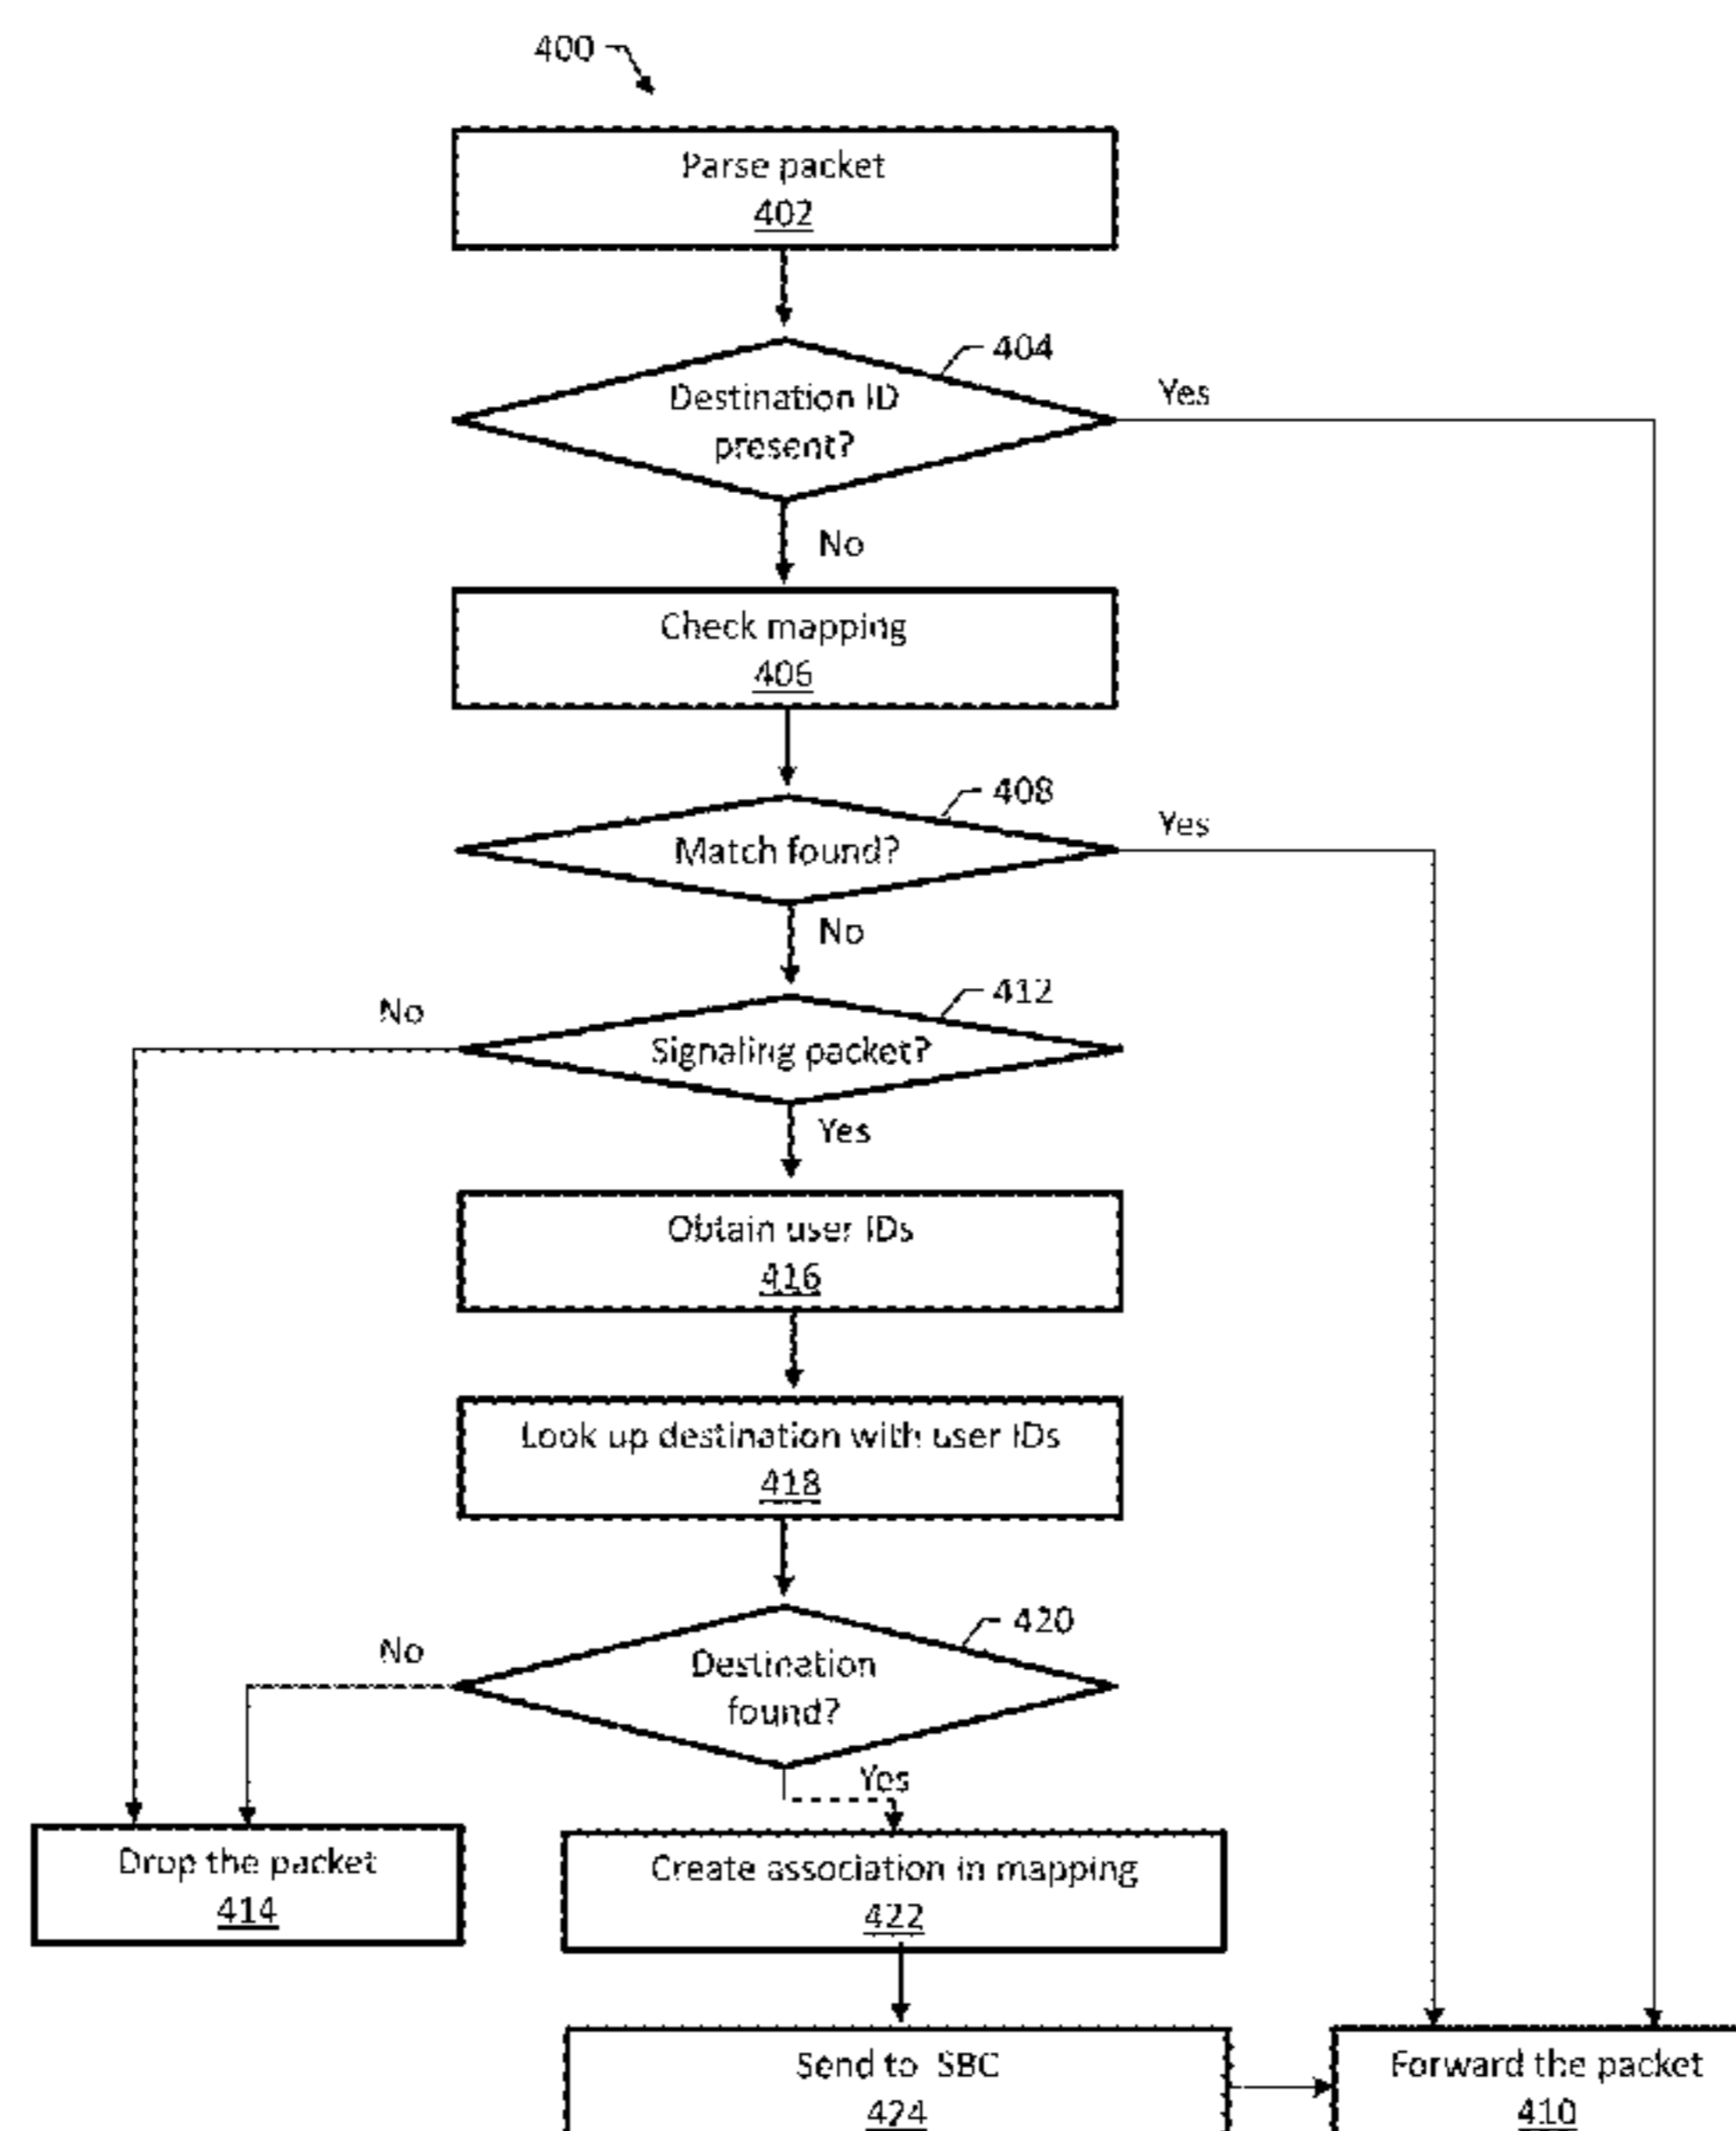 400
Parse packet
402
404
Destination ID
present?
Yes
No
Check mapping
406
408
Match found?
Yes
No
412
No
Signaling packet?
Yes
Obtain user IDs
416
Look up destination with user IDs
418
420
No
Destination
found?
Yes
Drop the packet
414
Create association in mapping
422
Send to SBC
424
Forward the packet
410